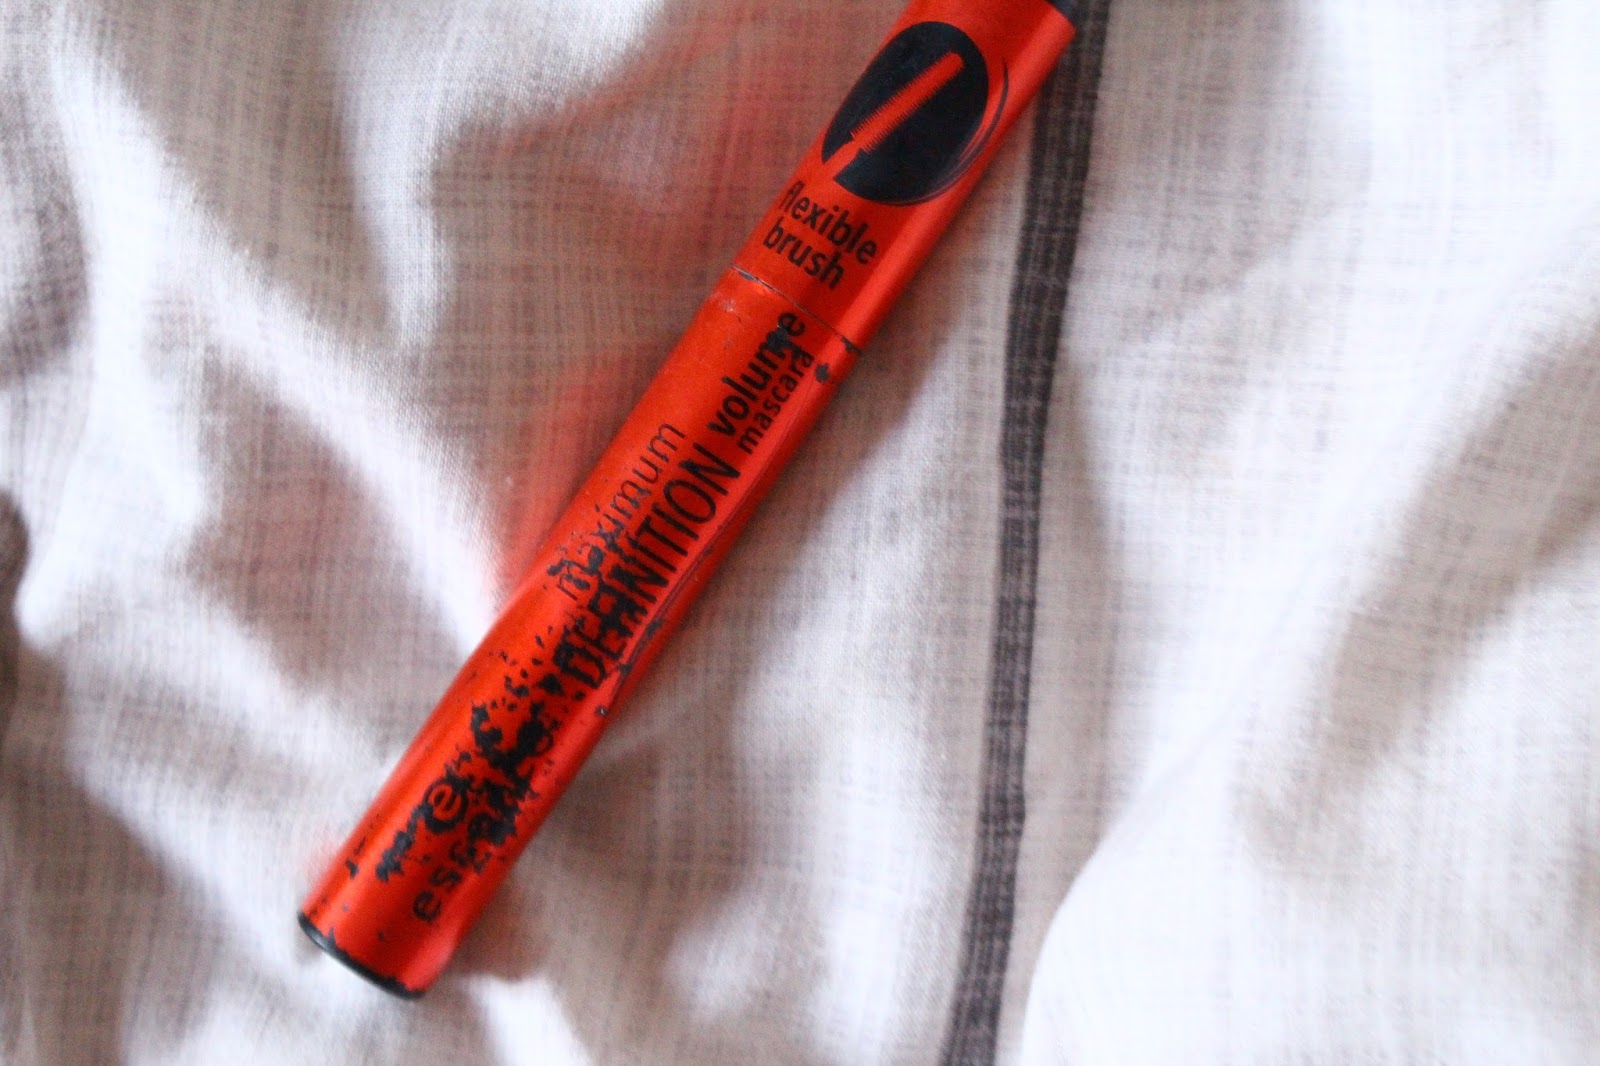 flexible
brush
maximum
DEFINITION volume
mascara